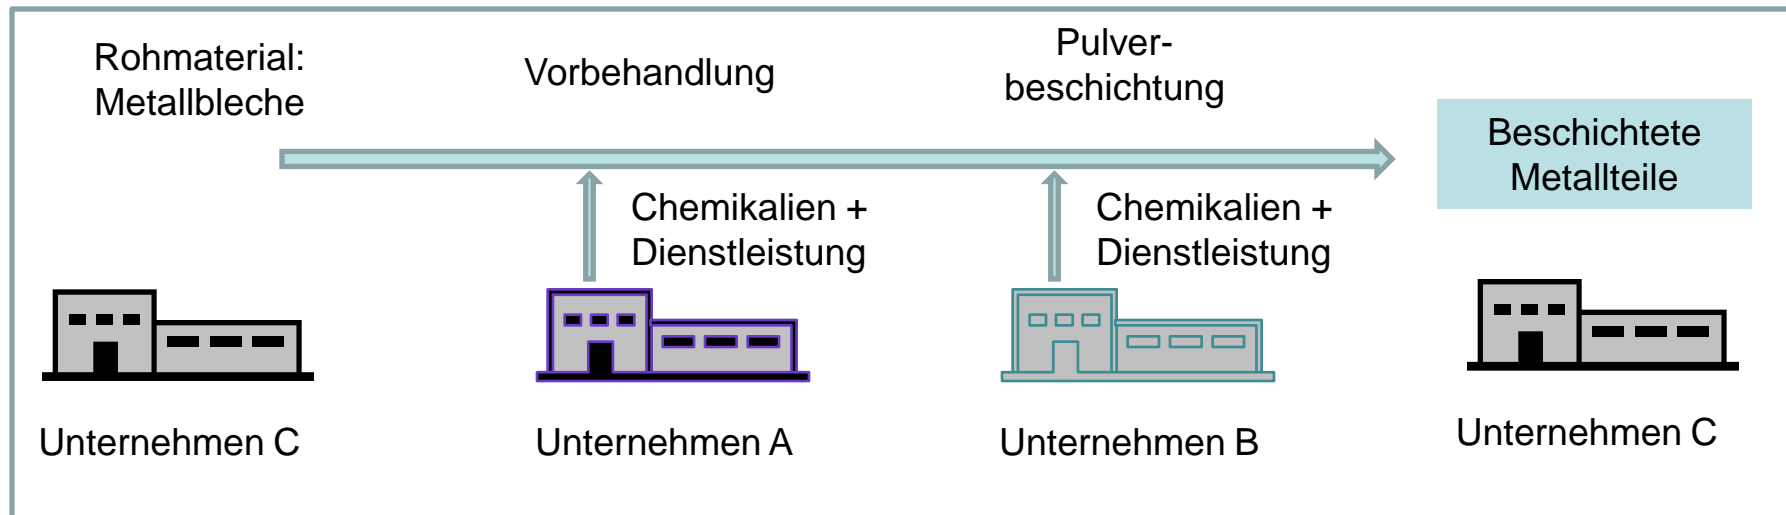 Rohmaterial:
Metallbleche
Vorbehandlung
Pulver-
beschichtung
Beschichtete
Metallteile
Chemikalien +
Dienstleistung
Chemikalien +
Dienstleistung
Unternehmen C
Unternehmen A
Unternehmen B
Unternehmen C